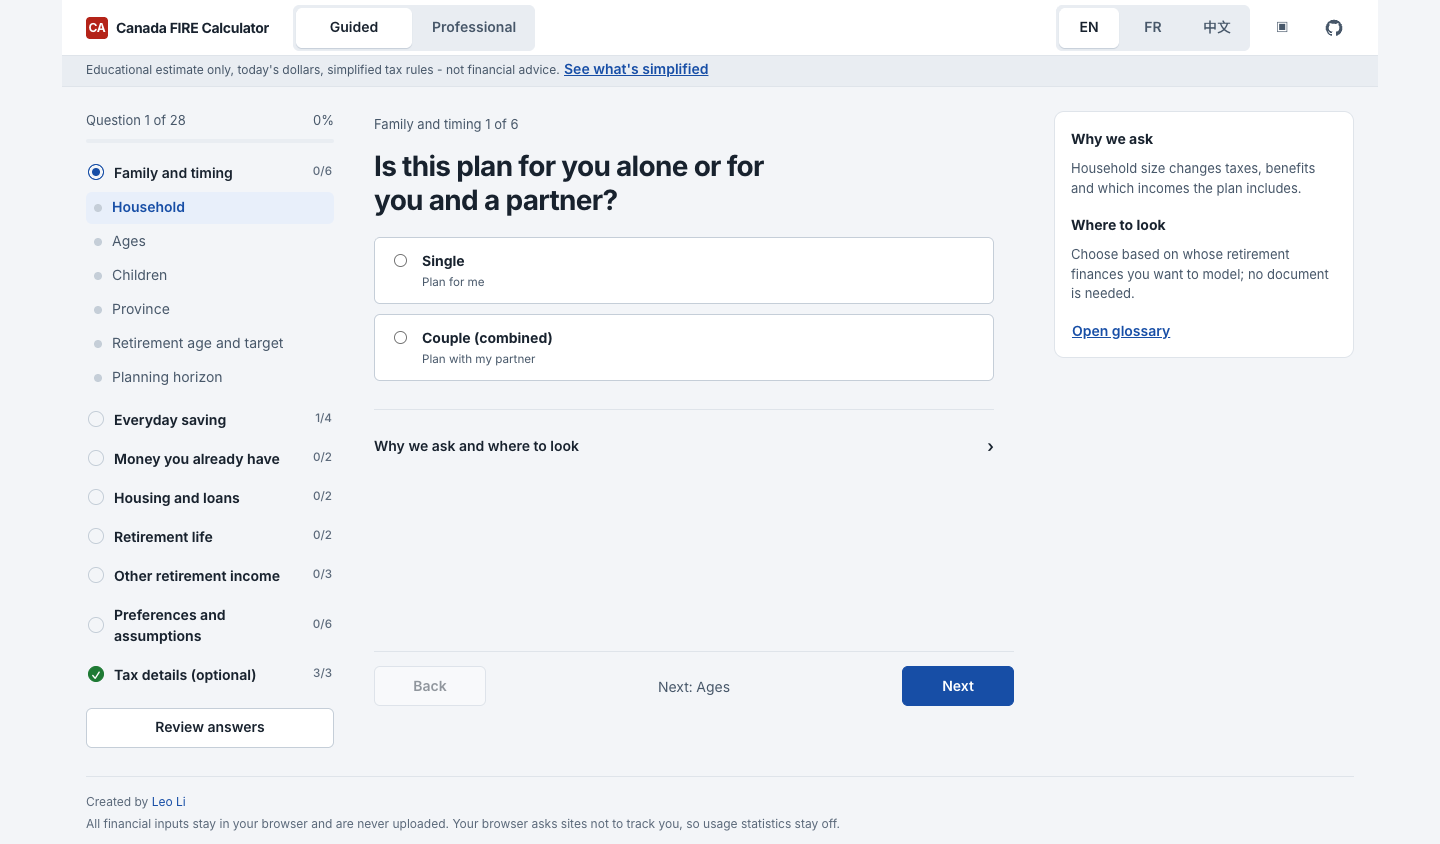 CA Canada FIRE Calculator
Guided Professional
EN FR 中文
Educational estimate only, today's dollars, simplified tax rules - not financial advice. See what's simplified
Question 1 of 28 0%
Family and timing 0/6
Household
Ages
Children
Province
Retirement age and target
Planning horizon
Everyday saving 1/4
Money you already have 0/2
Housing and loans 0/2
Retirement life 0/2
Other retirement income 0/3
Preferences and
assumptions 0/6
Tax details (optional) 3/3
Review answers
Family and timing 1 of 6
Is this plan for you alone or for
you and a partner?
Single
Plan for me
Couple (combined)
Plan with my partner
Why we ask and where to look
Back
Next: Ages
Next
Why we ask
Household size changes taxes, benefits
and which incomes the plan includes.
Where to look
Choose based on whose retirement
finances you want to model; no document
is needed.
Open glossary
Created by Leo Li
All financial inputs stay in your browser and are never uploaded. Your browser asks sites not to track you, so usage statistics stay off.